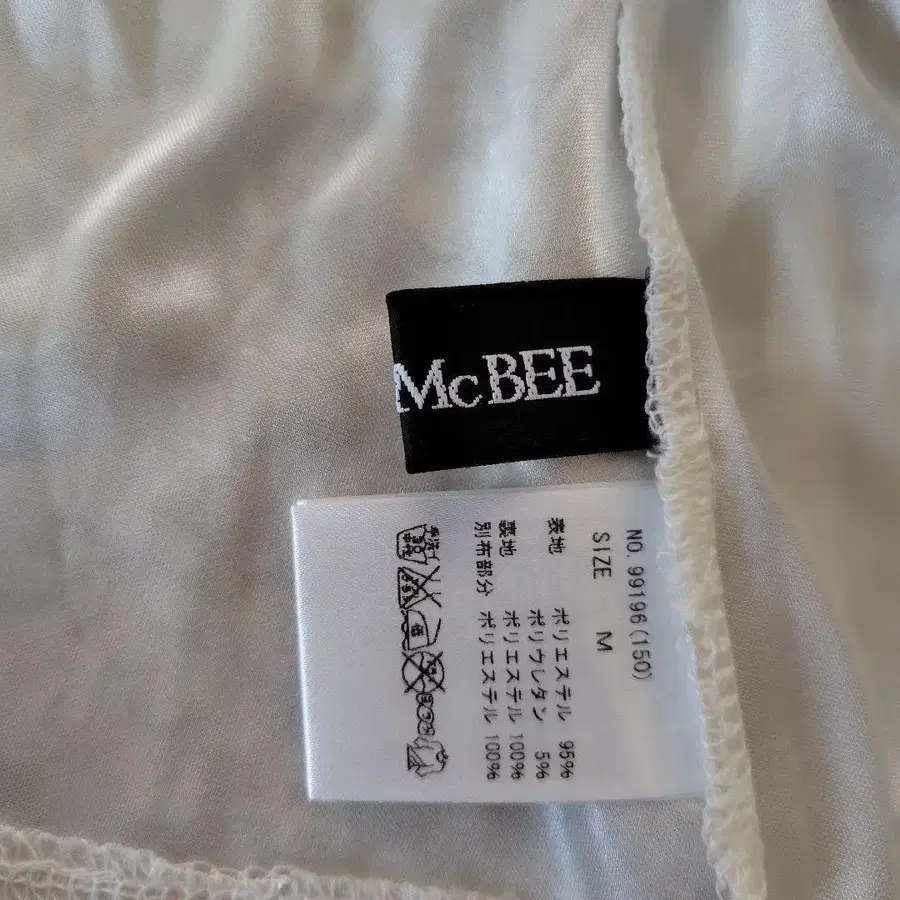 McBEE
NO. 99196(150)
SIZE M
表地 ポリエステル 95%
ポリウレタン 5%
裏地 ポリエステル 100%
別布部分 ポリエステル 100%